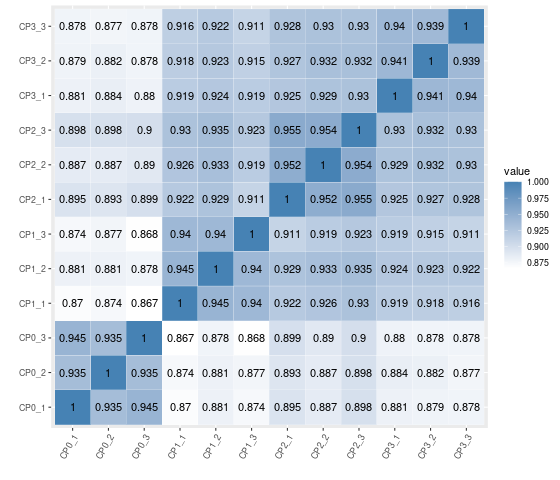 CP3_3 0.878 0.877 0.878 0.916 0.922 0.911 0.928 0.93 0.93 0.94 0.939 1
CP3_2 0.879 0.882 0.878 0.918 0.923 0.915 0.927 0.932 0.932 0.941 1 0.939
CP3_1 0.881 0.884 0.88 0.919 0.924 0.919 0.925 0.929 0.93 1 0.941 0.94
CP2_3 0.898 0.898 0.9 0.93 0.935 0.923 0.955 0.954 1 0.93 0.932 0.93
CP2_2 0.887 0.887 0.89 0.926 0.933 0.919 0.952 1 0.954 0.929 0.932 0.93
CP2_1 0.895 0.893 0.899 0.922 0.929 0.911 1 0.952 0.955 0.925 0.927 0.928
CP1_3 0.874 0.877 0.868 0.94 0.94 1 0.911 0.919 0.923 0.919 0.915 0.911
CP1_2 0.881 0.881 0.878 0.945 1 0.94 0.929 0.933 0.935 0.924 0.923 0.922
CP1_1 0.87 0.874 0.867 1 0.945 0.94 0.922 0.926 0.93 0.919 0.918 0.916
CP0_3 0.945 0.935 1 0.867 0.878 0.868 0.899 0.89 0.9 0.88 0.878 0.878
CP0_2 0.935 1 0.935 0.874 0.881 0.877 0.893 0.887 0.898 0.884 0.882 0.877
CP0_1 1 0.935 0.945 0.87 0.881 0.874 0.895 0.887 0.898 0.881 0.879 0.878
CP0_1 CP0_2 CP0_3 CP1_1 CP1_2 CP1_3 CP2_1 CP2_2 CP2_3 CP3_1 CP3_2 CP3_3
value
1.000
0.975
0.950
0.925
0.900
0.875